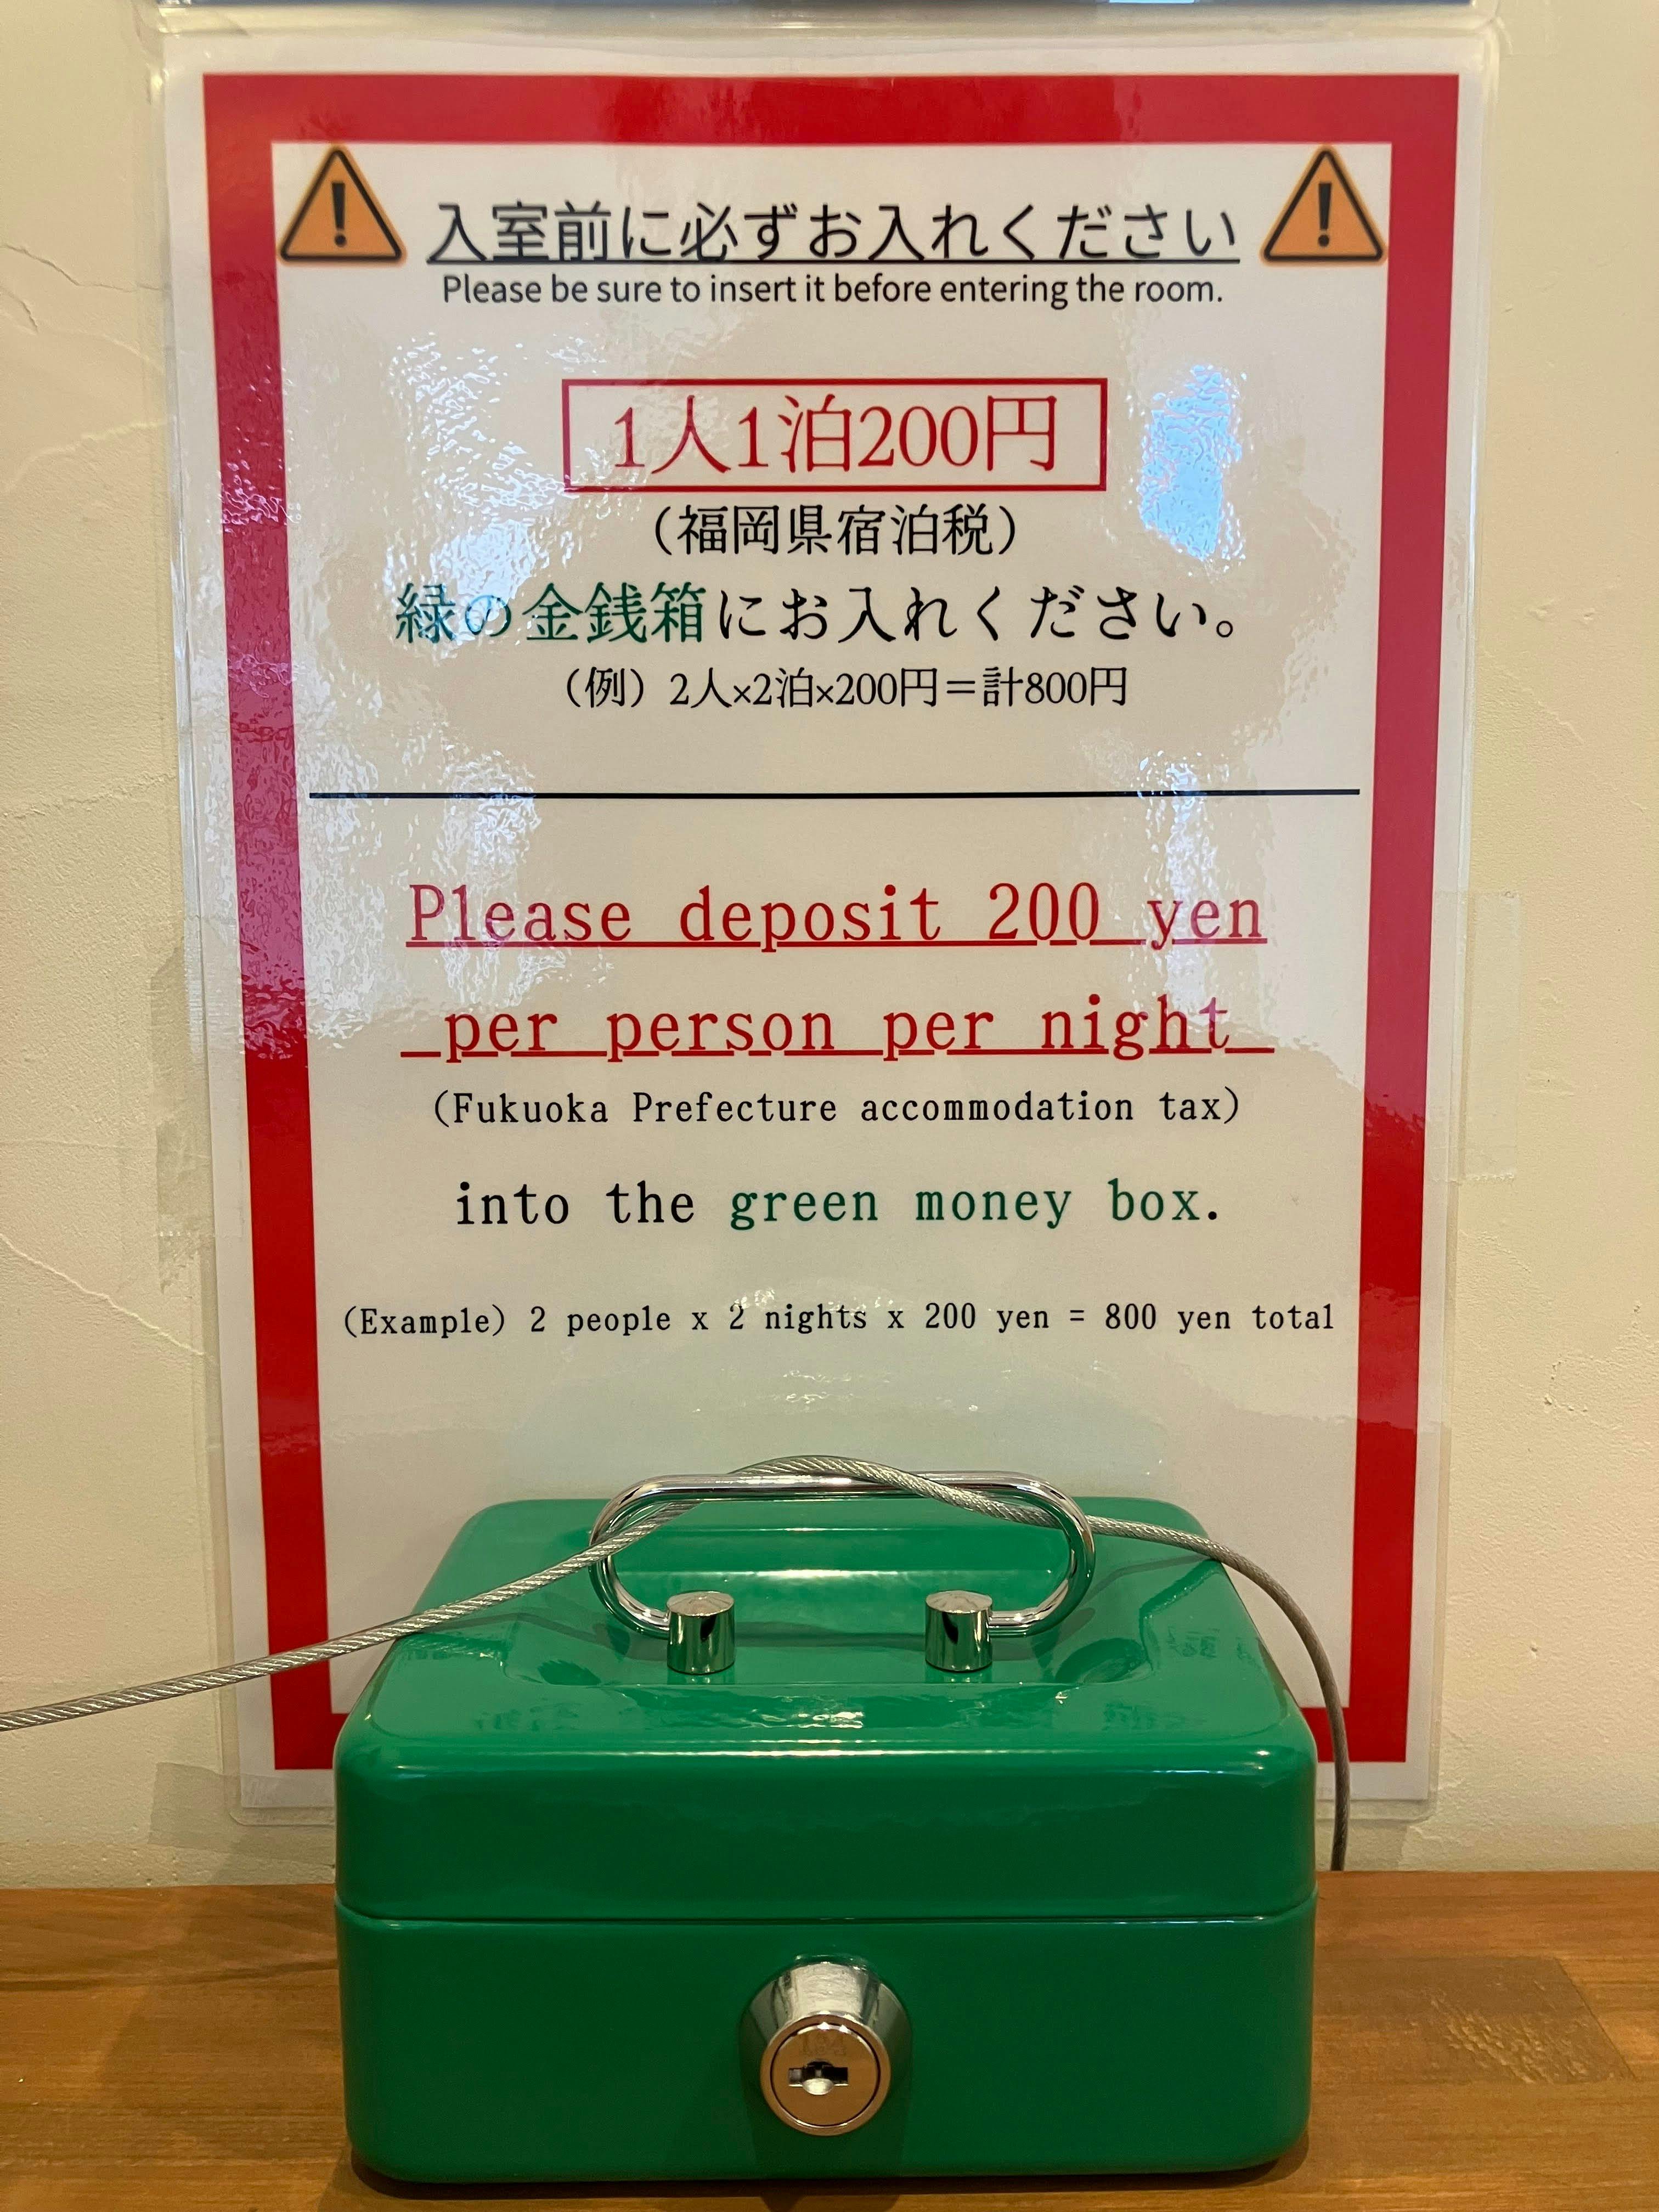 入室前に必ずお入れください
Please be sure to insert it before entering the room.
1人1泊200円
（福岡県宿泊税）
緑の金銭箱にお入れください。
（例）2人×2泊×200円＝計800円
Please deposit 200 yen
per person per night
(Fukuoka Prefecture accommodation tax)
into the green money box.
(Example) 2 people x 2 nights x 200 yen = 800 yen total